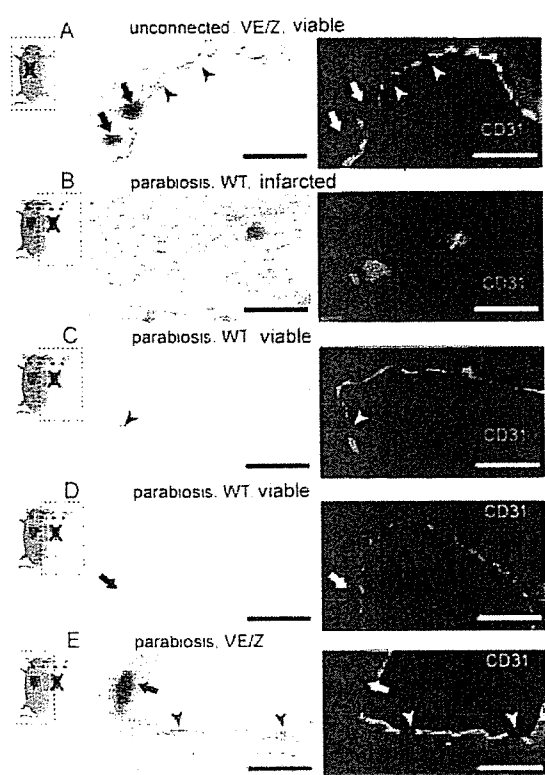 A unconnected. VE/Z, viable
CD31
B parabiosis. WT, infarcted
CD31
C parabiosis. WT. viable
CD31
D parabiosis. WT. viable
CD31
E parabiosis, VE/Z
CD31